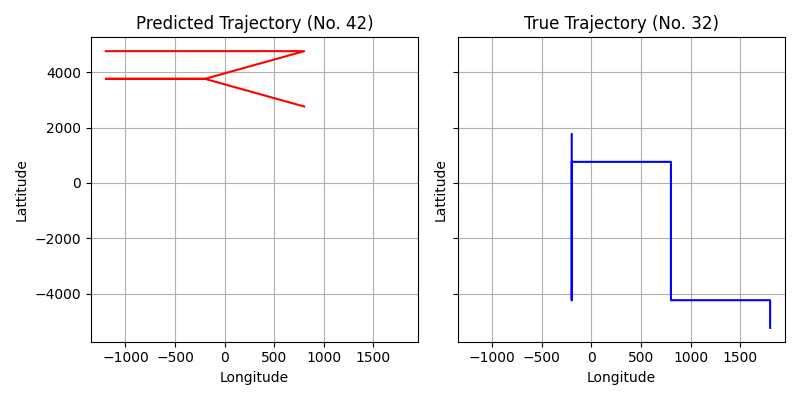 Predicted Trajectory (No. 42)
True Trajectory (No. 32)
4000
2000
0
−2000
−4000
Lattitude
Lattitude
−1000 −500 0 500 1000 1500
−1000 −500 0 500 1000 1500
Longitude
Longitude